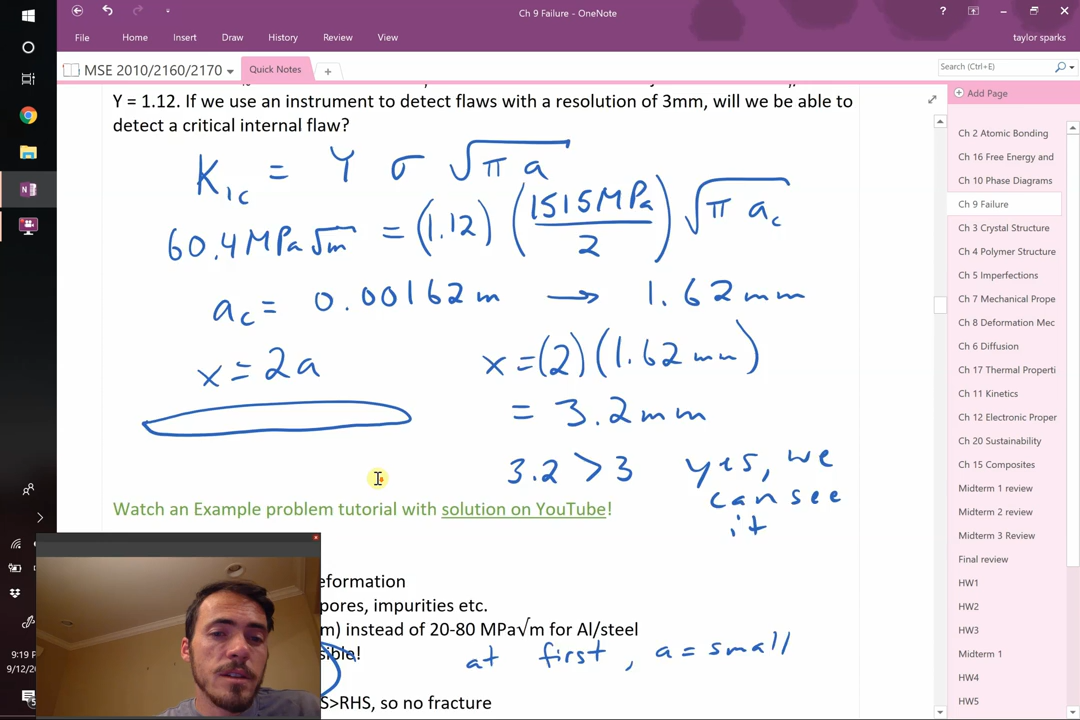 Ch 9 Failure - OneNote
?
File Home Insert Draw History Review View
taylor sparks
MSE 2010/2160/2170
Quick Notes
+
Search (Ctrl+E)
Add Page
Y = 1.12. If we use an instrument to detect flaws with a resolution of 3mm, will we be able to
detect a critical internal flaw?
K1c = Y σ √π a
60.4 MPa √m = (1.12) (1515 MPa / 2) √π ac
ac = 0.00162 m → 1.62 mm
x = 2a
x = (2) (1.62 mm)
= 3.2 mm
3.2 > 3
yes, we
can see
it
Watch an Example problem tutorial with solution on YouTube!
eformation
pores, impurities etc.
m) instead of 20-80 MPa√m for Al/steel
sible!
at first, a = small
S>RHS, so no fracture
Ch 2 Atomic Bonding
Ch 16 Free Energy and
Ch 10 Phase Diagrams
Ch 9 Failure
Ch 3 Crystal Structure
Ch 4 Polymer Structure
Ch 5 Imperfections
Ch 7 Mechanical Prope
Ch 8 Deformation Mec
Ch 6 Diffusion
Ch 17 Thermal Properti
Ch 11 Kinetics
Ch 12 Electronic Proper
Ch 20 Sustainability
Ch 15 Composites
Midterm 1 review
Midterm 2 review
Midterm 3 Review
Final review
HW1
HW2
HW3
Midterm 1
HW4
HW5
9:19 P
9/12/20